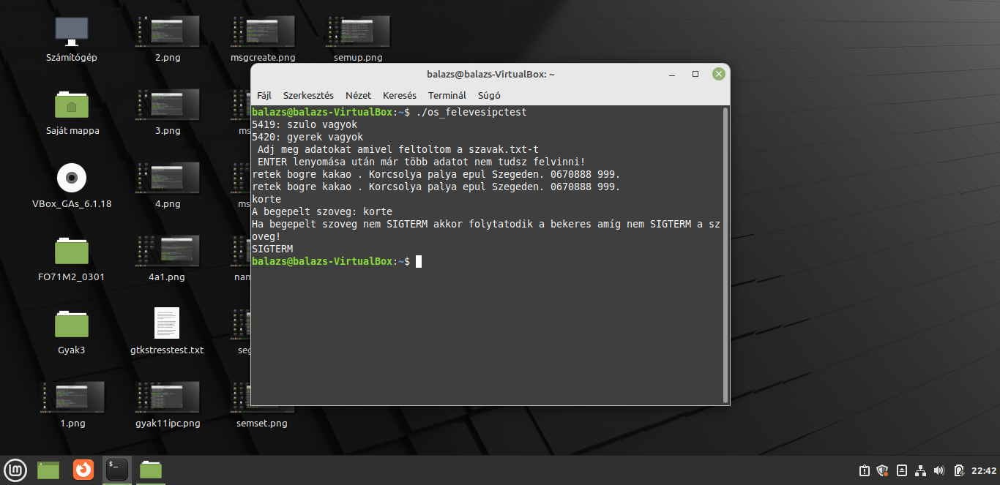 Számítógép
2.png
msgcreate.png
semup.png
Saját mappa
3.png
ms
VBox_GAs_6.1.18
4.png
ms
FO71M2_0301
4a1.png
nam
Gyak3
gtkstresstest.txt
seg
1.png
gyak11ipc.png
semset.png
balazs@balazs-VirtualBox: ~
Fájl Szerkesztés Nézet Keresés Terminál Súgó
balazs@balazs-VirtualBox:~$ ./os_felevesipctest
5419: szulo vagyok
5420: gyerek vagyok
Adj meg adatokat amivel feltoltom a szavak.txt-t
ENTER lenyomása után már több adatot nem tudsz felvinni!
retek bogre kakao . Korcsolya palya epul Szegeden. 0670888 999.
retek bogre kakao . Korcsolya palya epul Szegeden. 0670888 999.
korte
A begepelt szoveg: korte
Ha begepelt szoveg nem SIGTERM akkor folytatodik a bekeres amíg nem SIGTERM a sz
oveg!
SIGTERM
balazs@balazs-VirtualBox:~$
22:42